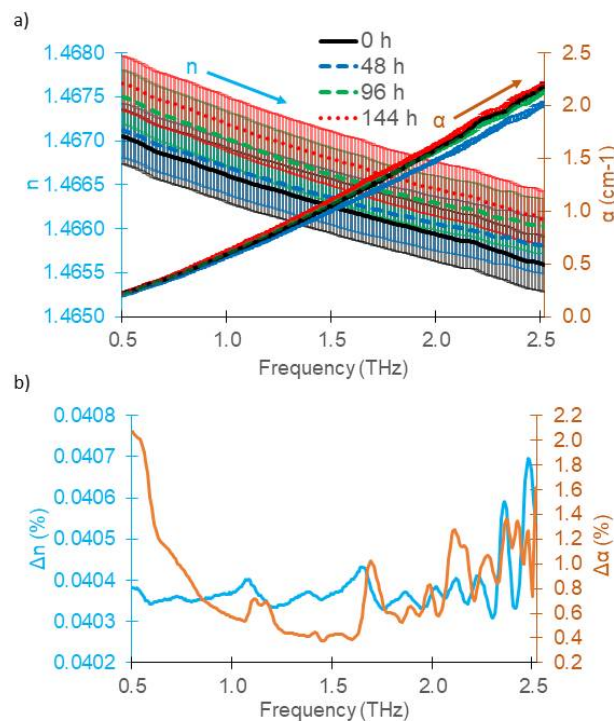 a)
n
α
0 h
48 h
96 h
144 h
1.4680
1.4675
1.4670
1.4665
1.4660
1.4655
1.4650
n
2.5
2.0
1.5
1.0
0.5
0.0
α (cm-1)
0.5 1.0 1.5 2.0 2.5
Frequency (THz)
b)
0.0408
0.0407
0.0406
0.0405
0.0404
0.0403
0.0402
Δn (%)
2.2
2.0
1.8
1.6
1.4
1.2
1.0
0.8
0.6
0.4
0.2
Δα (%)
0.5 1.0 1.5 2.0 2.5
Frequency (THz)